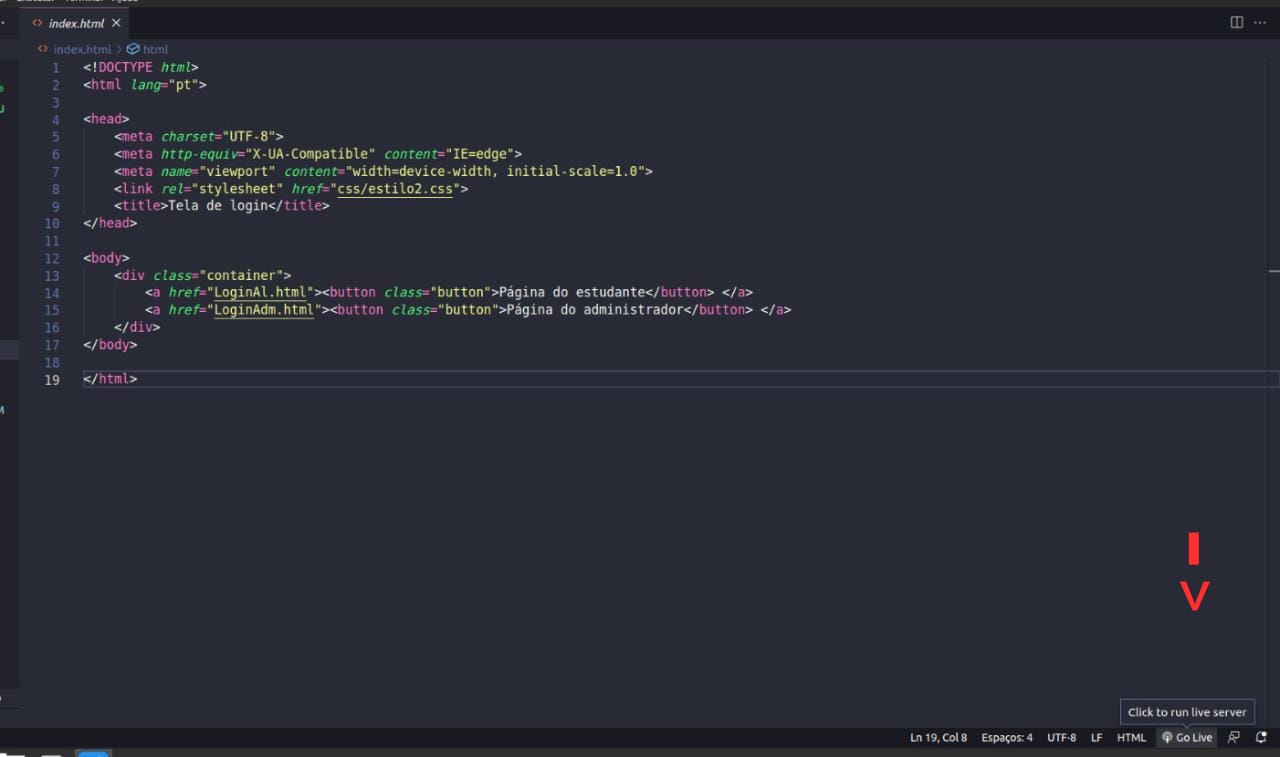 index.html
index.html > html
1 <!DOCTYPE html>
2 <html lang="pt">
3
4 <head>
5 <meta charset="UTF-8">
6 <meta http-equiv="X-UA-Compatible" content="IE=edge">
7 <meta name="viewport" content="width=device-width, initial-scale=1.0">
8 <link rel="stylesheet" href="css/estilo2.css">
9 <title>Tela de login</title>
10 </head>
11
12 <body>
13 <div class="container">
14 <a href="LoginAl.html"><button class="button">Página do estudante</button> </a>
15 <a href="LoginAdm.html"><button class="button">Página do administrador</button> </a>
16 </div>
17 </body>
18
19 </html>
Click to run live server
Ln 19, Col 8 Espaços: 4 UTF-8 LF HTML Go Live